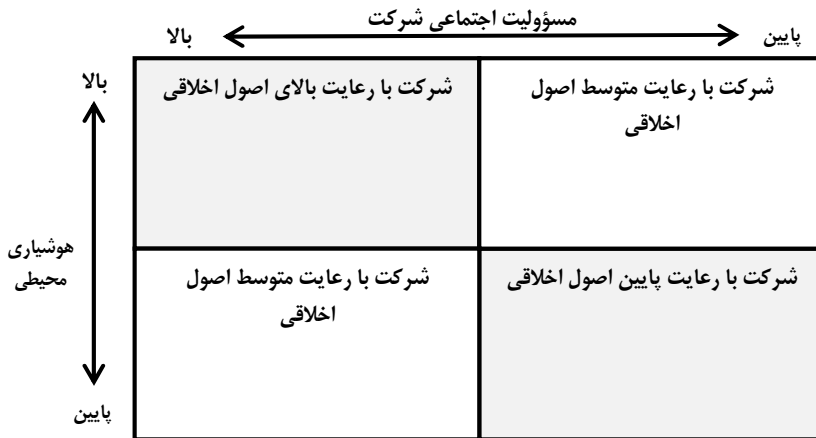 مسؤولیت اجتماعی شرکت
پایین
بالا
بالا
شرکت با رعایت متوسط اصول
اخلاقی
شرکت با رعایت بالای اصول اخلاقی
هوشیاری
محیطی
شرکت با رعایت پایین اصول اخلاقی
شرکت با رعایت متوسط اصول
اخلاقی
پایین